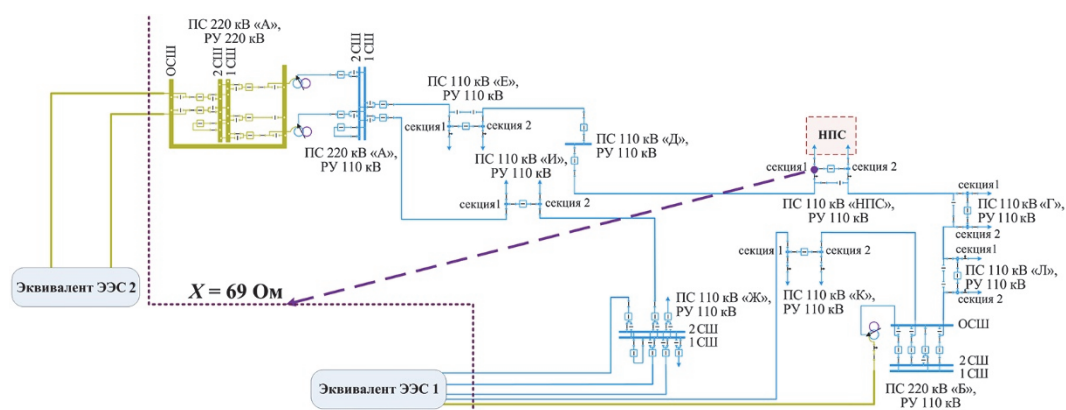 ПС 220 кВ «А»,
РУ 220 кВ
ОСШ
2 СШ
1 СШ
2 СШ
1 СШ
ПС 220 кВ «А»,
РУ 110 кВ
ПС 110 кВ «Е»,
РУ 110 кВ
секция 1
секция 2
ПС 110 кВ «Д»,
РУ 110 кВ
ПС 110 кВ «И»,
РУ 110 кВ
секция1
секция 2
НПС
секция1
секция 2
ПС 110 кВ «НПС»,
РУ 110 кВ
секция1
ПС 110 кВ «Г»,
РУ 110 кВ
секция 2
секция 1
секция 2
ПС 110 кВ «К»,
РУ 110 кВ
секция1
ПС 110 кВ «Л»,
РУ 110 кВ
секция 2
Эквивалент ЭЭС 2
X = 69 Ом
ПС 110 кВ «Ж»,
РУ 110 кВ
2 СШ
1 СШ
ОСШ
2 СШ
1 СШ
ПС 220 кВ «Б»,
РУ 110 кВ
Эквивалент ЭЭС 1